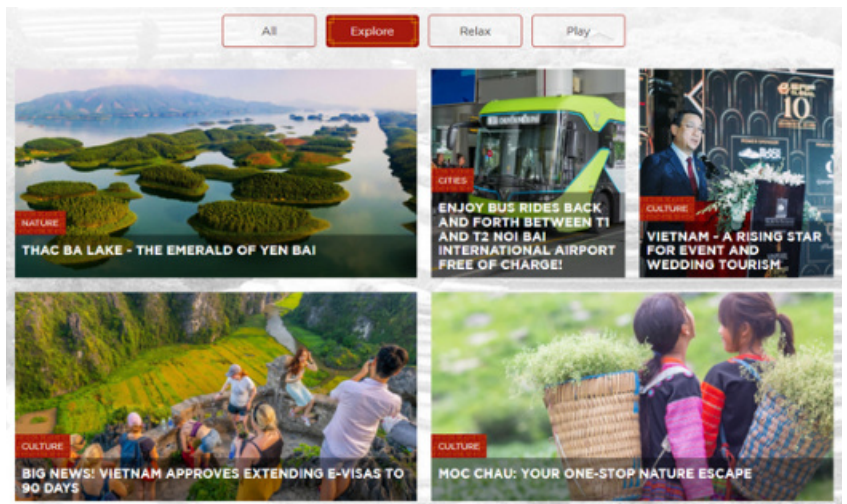 All
Explore
Relax
Play
NATURE
THAC BA LAKE - THE EMERALD OF YEN BAI
CITIES
ENJOY BUS RIDES BACK
AND FORTH BETWEEN T1
AND T2 NOI BAI
INTERNATIONAL AIRPORT
FREE OF CHARGE!
10
CULTURE
VIETNAM - A RISING STAR
FOR EVENT AND
WEDDING TOURISM
CULTURE
BIG NEWS! VIETNAM APPROVES EXTENDING E-VISAS TO
90 DAYS
CULTURE
MOC CHAU: YOUR ONE-STOP NATURE ESCAPE